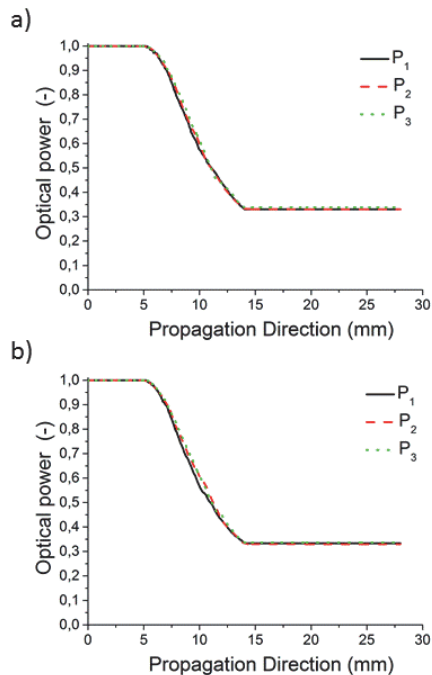 a)
1,0
0,9
0,8
0,7
0,6
0,5
0,4
0,3
0,2
0,1
0,0
Optical power (-)
P₁
P₂
P₃
0 5 10 15 20 25 30
Propagation Direction (mm)
b)
1,0
0,9
0,8
0,7
0,6
0,5
0,4
0,3
0,2
0,1
0,0
Optical power (-)
P₁
P₂
P₃
0 5 10 15 20 25 30
Propagation Direction (mm)